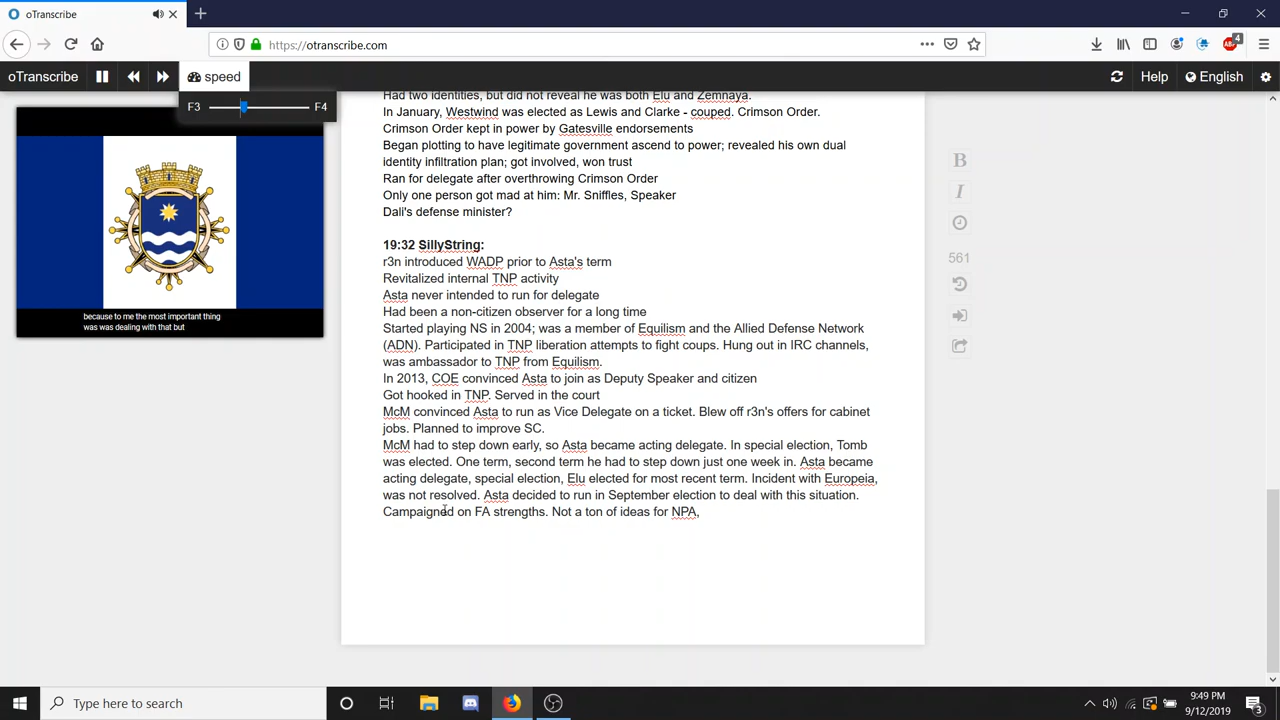 oTranscribe
https://otranscribe.com
4
oTranscribe
speed
Help
English
F3
F4
because to me the most important thing
was was dealing with that but
Had two identities, but did not reveal he was both Elu and Zemnaya.
In January, Westwind was elected as Lewis and Clarke - couped. Crimson Order.
Crimson Order kept in power by Gatesville endorsements
Began plotting to have legitimate government ascend to power; revealed his own dual
identity infiltration plan; got involved, won trust
Ran for delegate after overthrowing Crimson Order
Only one person got mad at him: Mr. Sniffles, Speaker
Dali's defense minister?
19:32 SillyString:
r3n introduced WADP prior to Asta's term
Revitalized internal TNP activity
Asta never intended to run for delegate
Had been a non-citizen observer for a long time
Started playing NS in 2004; was a member of Equilism and the Allied Defense Network
(ADN). Participated in TNP liberation attempts to fight coups. Hung out in IRC channels,
was ambassador to TNP from Equilism.
In 2013, COE convinced Asta to join as Deputy Speaker and citizen
Got hooked in TNP. Served in the court
McM convinced Asta to run as Vice Delegate on a ticket. Blew off r3n's offers for cabinet
jobs. Planned to improve SC.
McM had to step down early, so Asta became acting delegate. In special election, Tomb
was elected. One term, second term he had to step down just one week in. Asta became
acting delegate, special election, Elu elected for most recent term. Incident with Europeia,
was not resolved. Asta decided to run in September election to deal with this situation.
Campaigned on FA strengths. Not a ton of ideas for NPA,
B
I
561
Type here to search
9:49 PM
9/12/2019
3